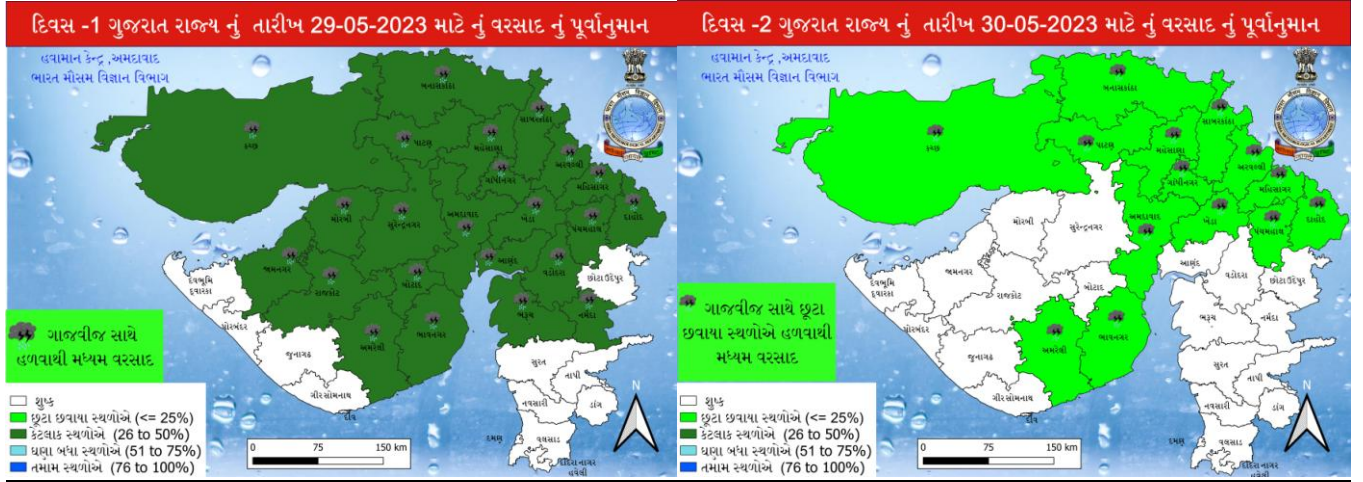 દિવસ -1 ગુજરાત રાજ્ય નું તારીખ 29-05-2023 માટે નું વરસાદ નું પૂર્વાનુમાન
હવામાન કેન્દ્ર ,અમદાવાદ
ભારત મૌસમ વિજ્ઞાન વિભાગ
બનાસકાંઠા
સાબરકાંઠા
કચ્છ
પાટણ
મહેસાણા
અરવલ્લી
ગાંધીનગર
મહિસાગર
મોરબી
સુરેન્દ્રનગર
અમદાવાદ
ખેડા
પંચમહાલ
દાહોદ
જામનગર
આણંદ
વડોદરા
છોટા ઉદેપુર
દેવભૂમિ
દ્વારકા
રાજકોટ
બોટાદ
ભરૂચ
નર્મદા
પોરબંદર
અમરેલી
ભાવનગર
જુનાગઢ
ગીર સોમનાથ
દીવ
સુરત
તાપી
નવસારી
ડાંગ
વલસાડ
દમણ
દાદરા નાગર
હવેલી
ગાજવીજ સાથે
હળવાથી મધ્યમ વરસાદ
શુષ્ક
છૂટા છવાયા સ્થળોએ (<= 25%)
કેટલાક સ્થળોએ (26 to 50%)
ઘણા બધા સ્થળોએ (51 to 75%)
તમામ સ્થળોએ (76 to 100%)
0 75 150 km
N
દિવસ -2 ગુજરાત રાજ્ય નું તારીખ 30-05-2023 માટે નું વરસાદ નું પૂર્વાનુમાન
હવામાન કેન્દ્ર ,અમદાવાદ
ભારત મૌસમ વિજ્ઞાન વિભાગ
બનાસકાંઠા
સાબરકાંઠા
કચ્છ
પાટણ
મહેસાણા
અરવલ્લી
ગાંધીનગર
મહિસાગર
મોરબી
સુરેન્દ્રનગર
અમદાવાદ
ખેડા
પંચમહાલ
દાહોદ
જામનગર
આણંદ
વડોદરા
છોટા ઉદેપુર
દેવભૂમિ
દ્વારકા
રાજકોટ
બોટાદ
ભરૂચ
નર્મદા
પોરબંદર
અમરેલી
ભાવનગર
જુનાગઢ
ગીર સોમનાથ
દીવ
સુરત
તાપી
નવસારી
ડાંગ
વલસાડ
દમણ
દાદરા નાગર
હવેલી
ગાજવીજ સાથે છૂટા
છવાયા સ્થળોએ હળવાથી
મધ્યમ વરસાદ
શુષ્ક
છૂટા છવાયા સ્થળોએ (<= 25%)
કેટલાક સ્થળોએ (26 to 50%)
ઘણા બધા સ્થળોએ (51 to 75%)
તમામ સ્થળોએ (76 to 100%)
0 75 150 km
N